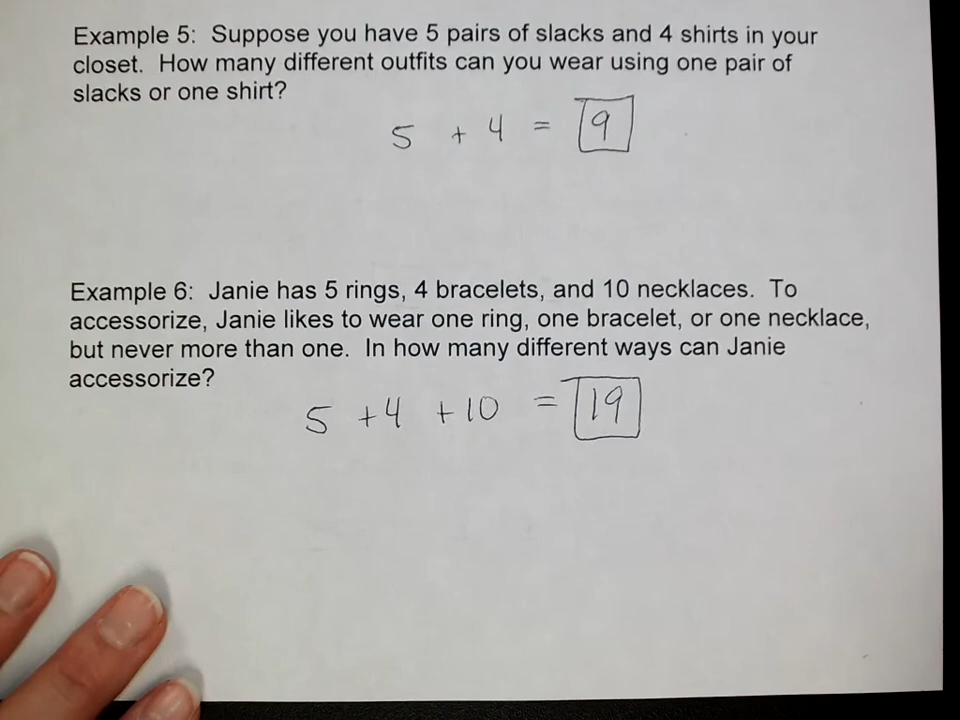 Example 5: Suppose you have 5 pairs of slacks and 4 shirts in your
closet. How many different outfits can you wear using one pair of
slacks or one shirt?
5 + 4 = 9
Example 6: Janie has 5 rings, 4 bracelets, and 10 necklaces. To
accessorize, Janie likes to wear one ring, one bracelet, or one necklace,
but never more than one. In how many different ways can Janie
accessorize?
5 + 4 + 10 = 19